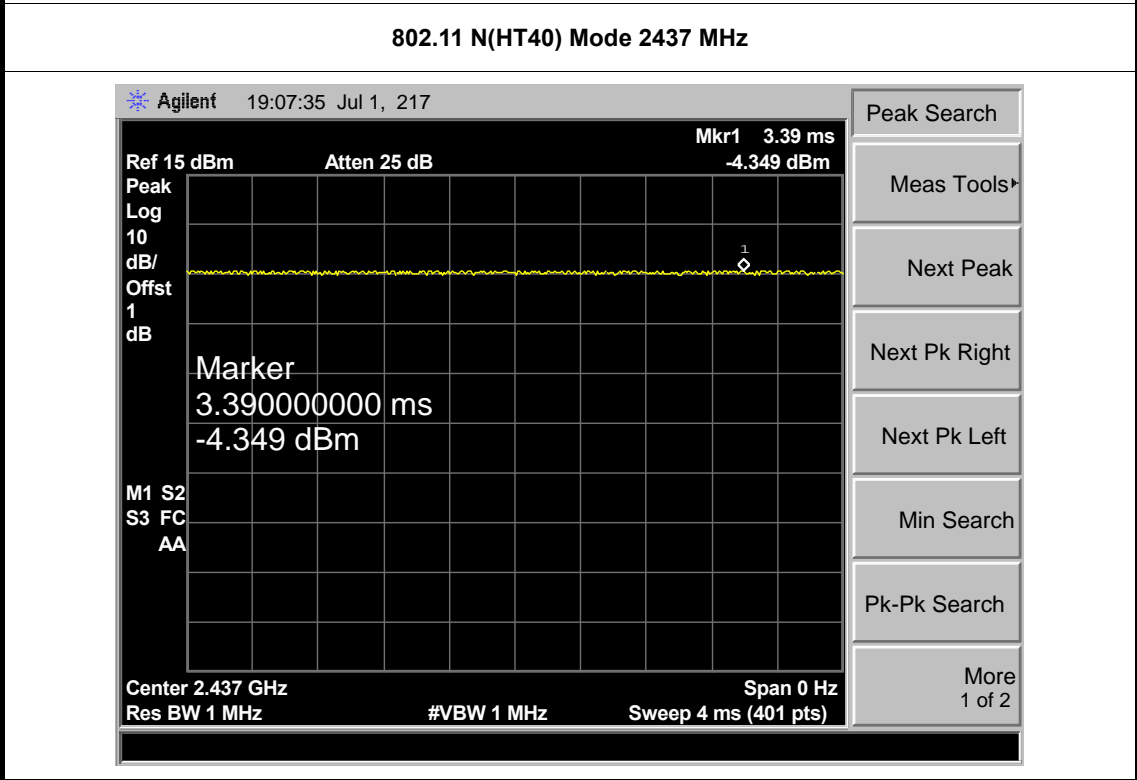 802.11 N(HT40) Mode 2437 MHz
Agilent 19:07:35 Jul 1, 217
Peak Search
Mkr1 3.39 ms
Ref 15 dBm Atten 25 dB -4.349 dBm
Peak
Log
10
dB/
Offst
1
dB
1
Marker
3.390000000 ms
-4.349 dBm
M1 S2
S3 FC
AA
Center 2.437 GHz Span 0 Hz
Res BW 1 MHz #VBW 1 MHz Sweep 4 ms (401 pts)
Meas Tools
Next Peak
Next Pk Right
Next Pk Left
Min Search
Pk-Pk Search
More
1 of 2